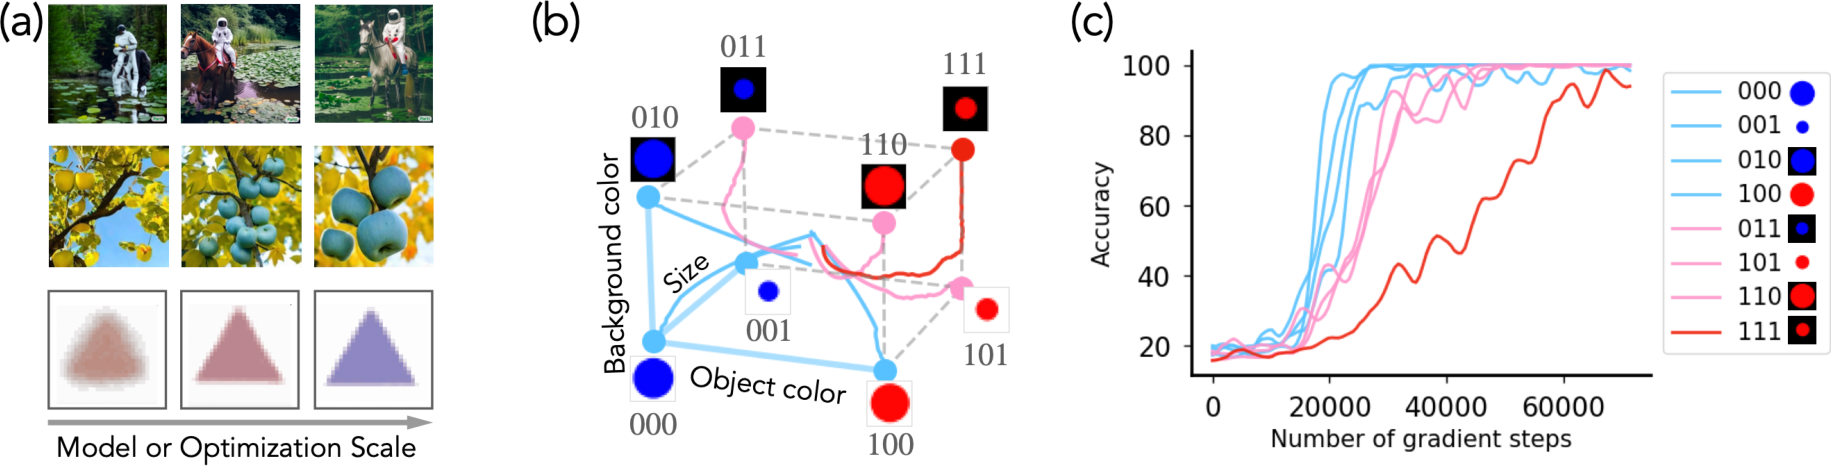 (a)
Model or Optimization Scale
(b)
011
111
010
110
Background color
Size
001
101
Object color
000
100
(c)
100
80
60
40
20
Accuracy
0 20000 40000 60000
Number of gradient steps
000
001
010
100
011
101
110
111